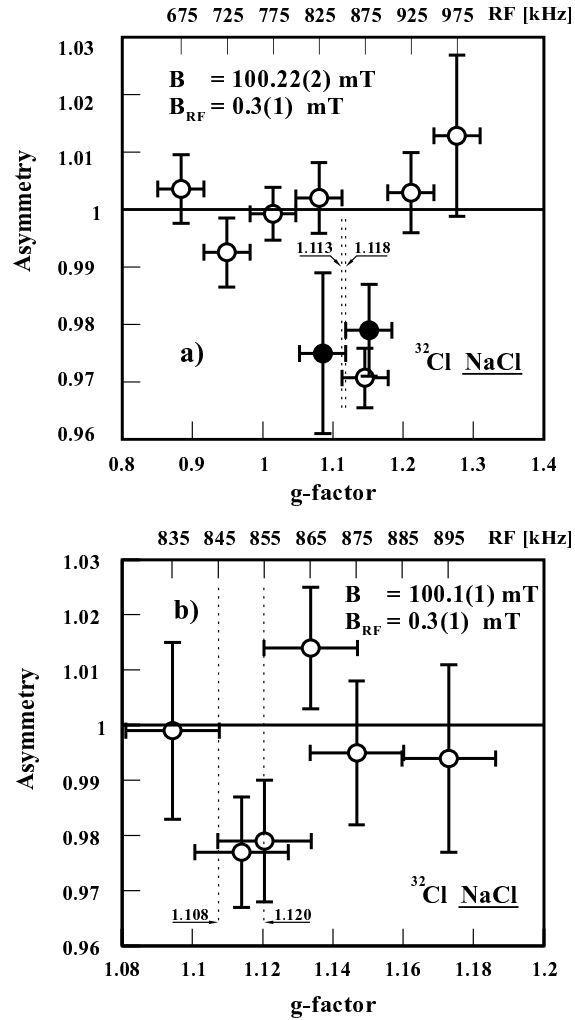 675 725 775 825 875 925 975 RF [kHz]
1.03
B = 100.22(2) mT
B_RF = 0.3(1) mT
1.02
1.01
1
1.113 1.118
0.99
0.98
a) ³²Cl NaCl
0.97
0.96
Asymmetry
0.8 0.9 1 1.1 1.2 1.3 1.4
g-factor
835 845 855 865 875 885 895 RF [kHz]
1.03
b) B = 100.1(1) mT
B_RF = 0.3(1) mT
1.02
1.01
1
0.99
0.98
0.97
³²Cl NaCl
1.108 1.120
0.96
Asymmetry
1.08 1.1 1.12 1.14 1.16 1.18 1.2
g-factor